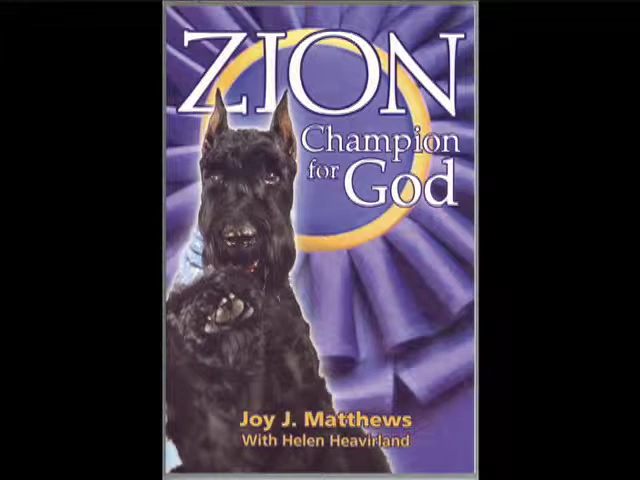 ZION
Champion
for God
Joy J. Matthews
With Helen Heavirland